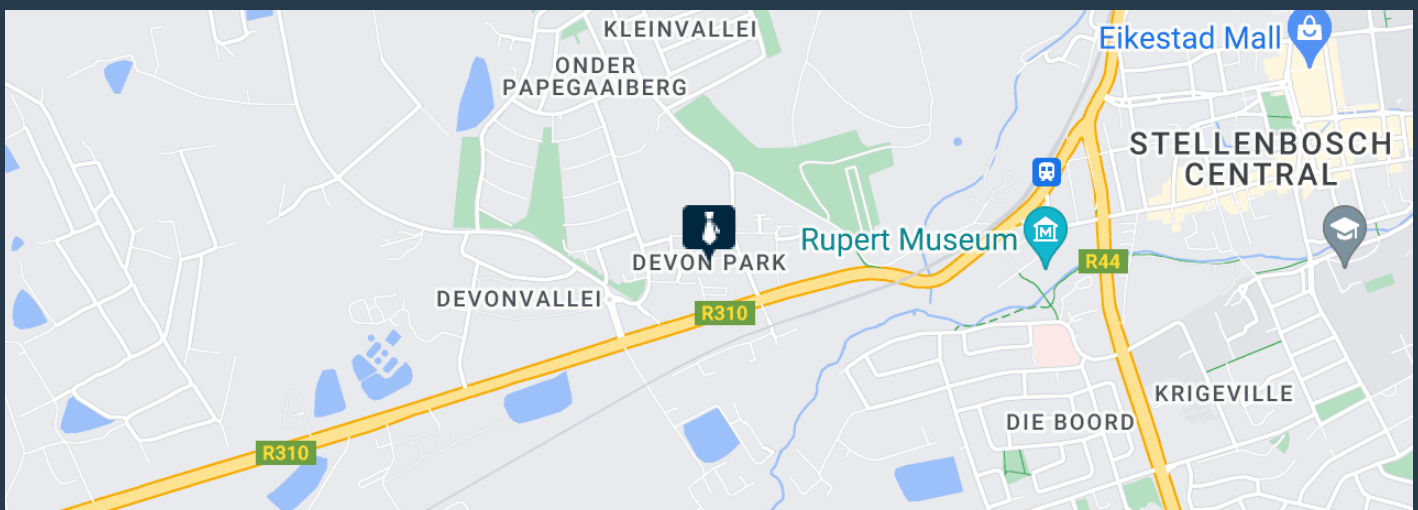 KLEINVALLEI
Eikestad Mall
ONDER
PAPEGAAIBERG
STELLENBOSCH
CENTRAL
Rupert Museum
M
DEVON PARK
R44
DEVONVALLEI
R310
KRIGEVILLE
DIE BOORD
R310